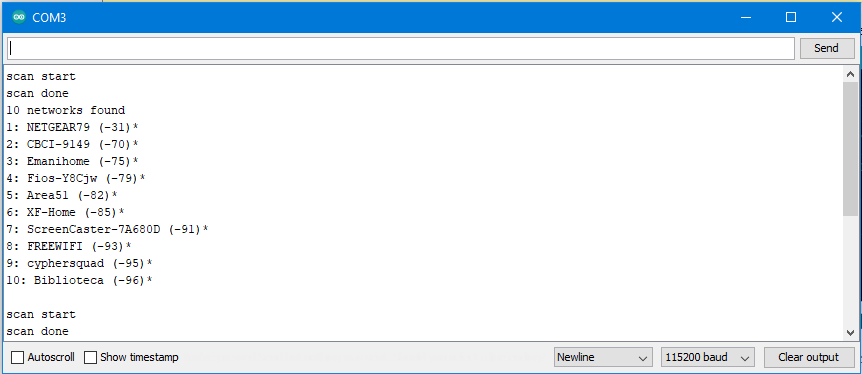 COM3
Send
scan start
scan done
10 networks found
1: NETGEAR79 (-31)*
2: CBCI-9149 (-70)*
3: Emanihome (-75)*
4: Fios-Y8Cjw (-79)*
5: Area51 (-82)*
6: XF-Home (-85)*
7: ScreenCaster-7A680D (-91)*
8: FREEWIFI (-93)*
9: cyphersquad (-95)*
10: Biblioteca (-96)*
scan start
scan done
Autoscroll Show timestamp Newline 115200 baud Clear output